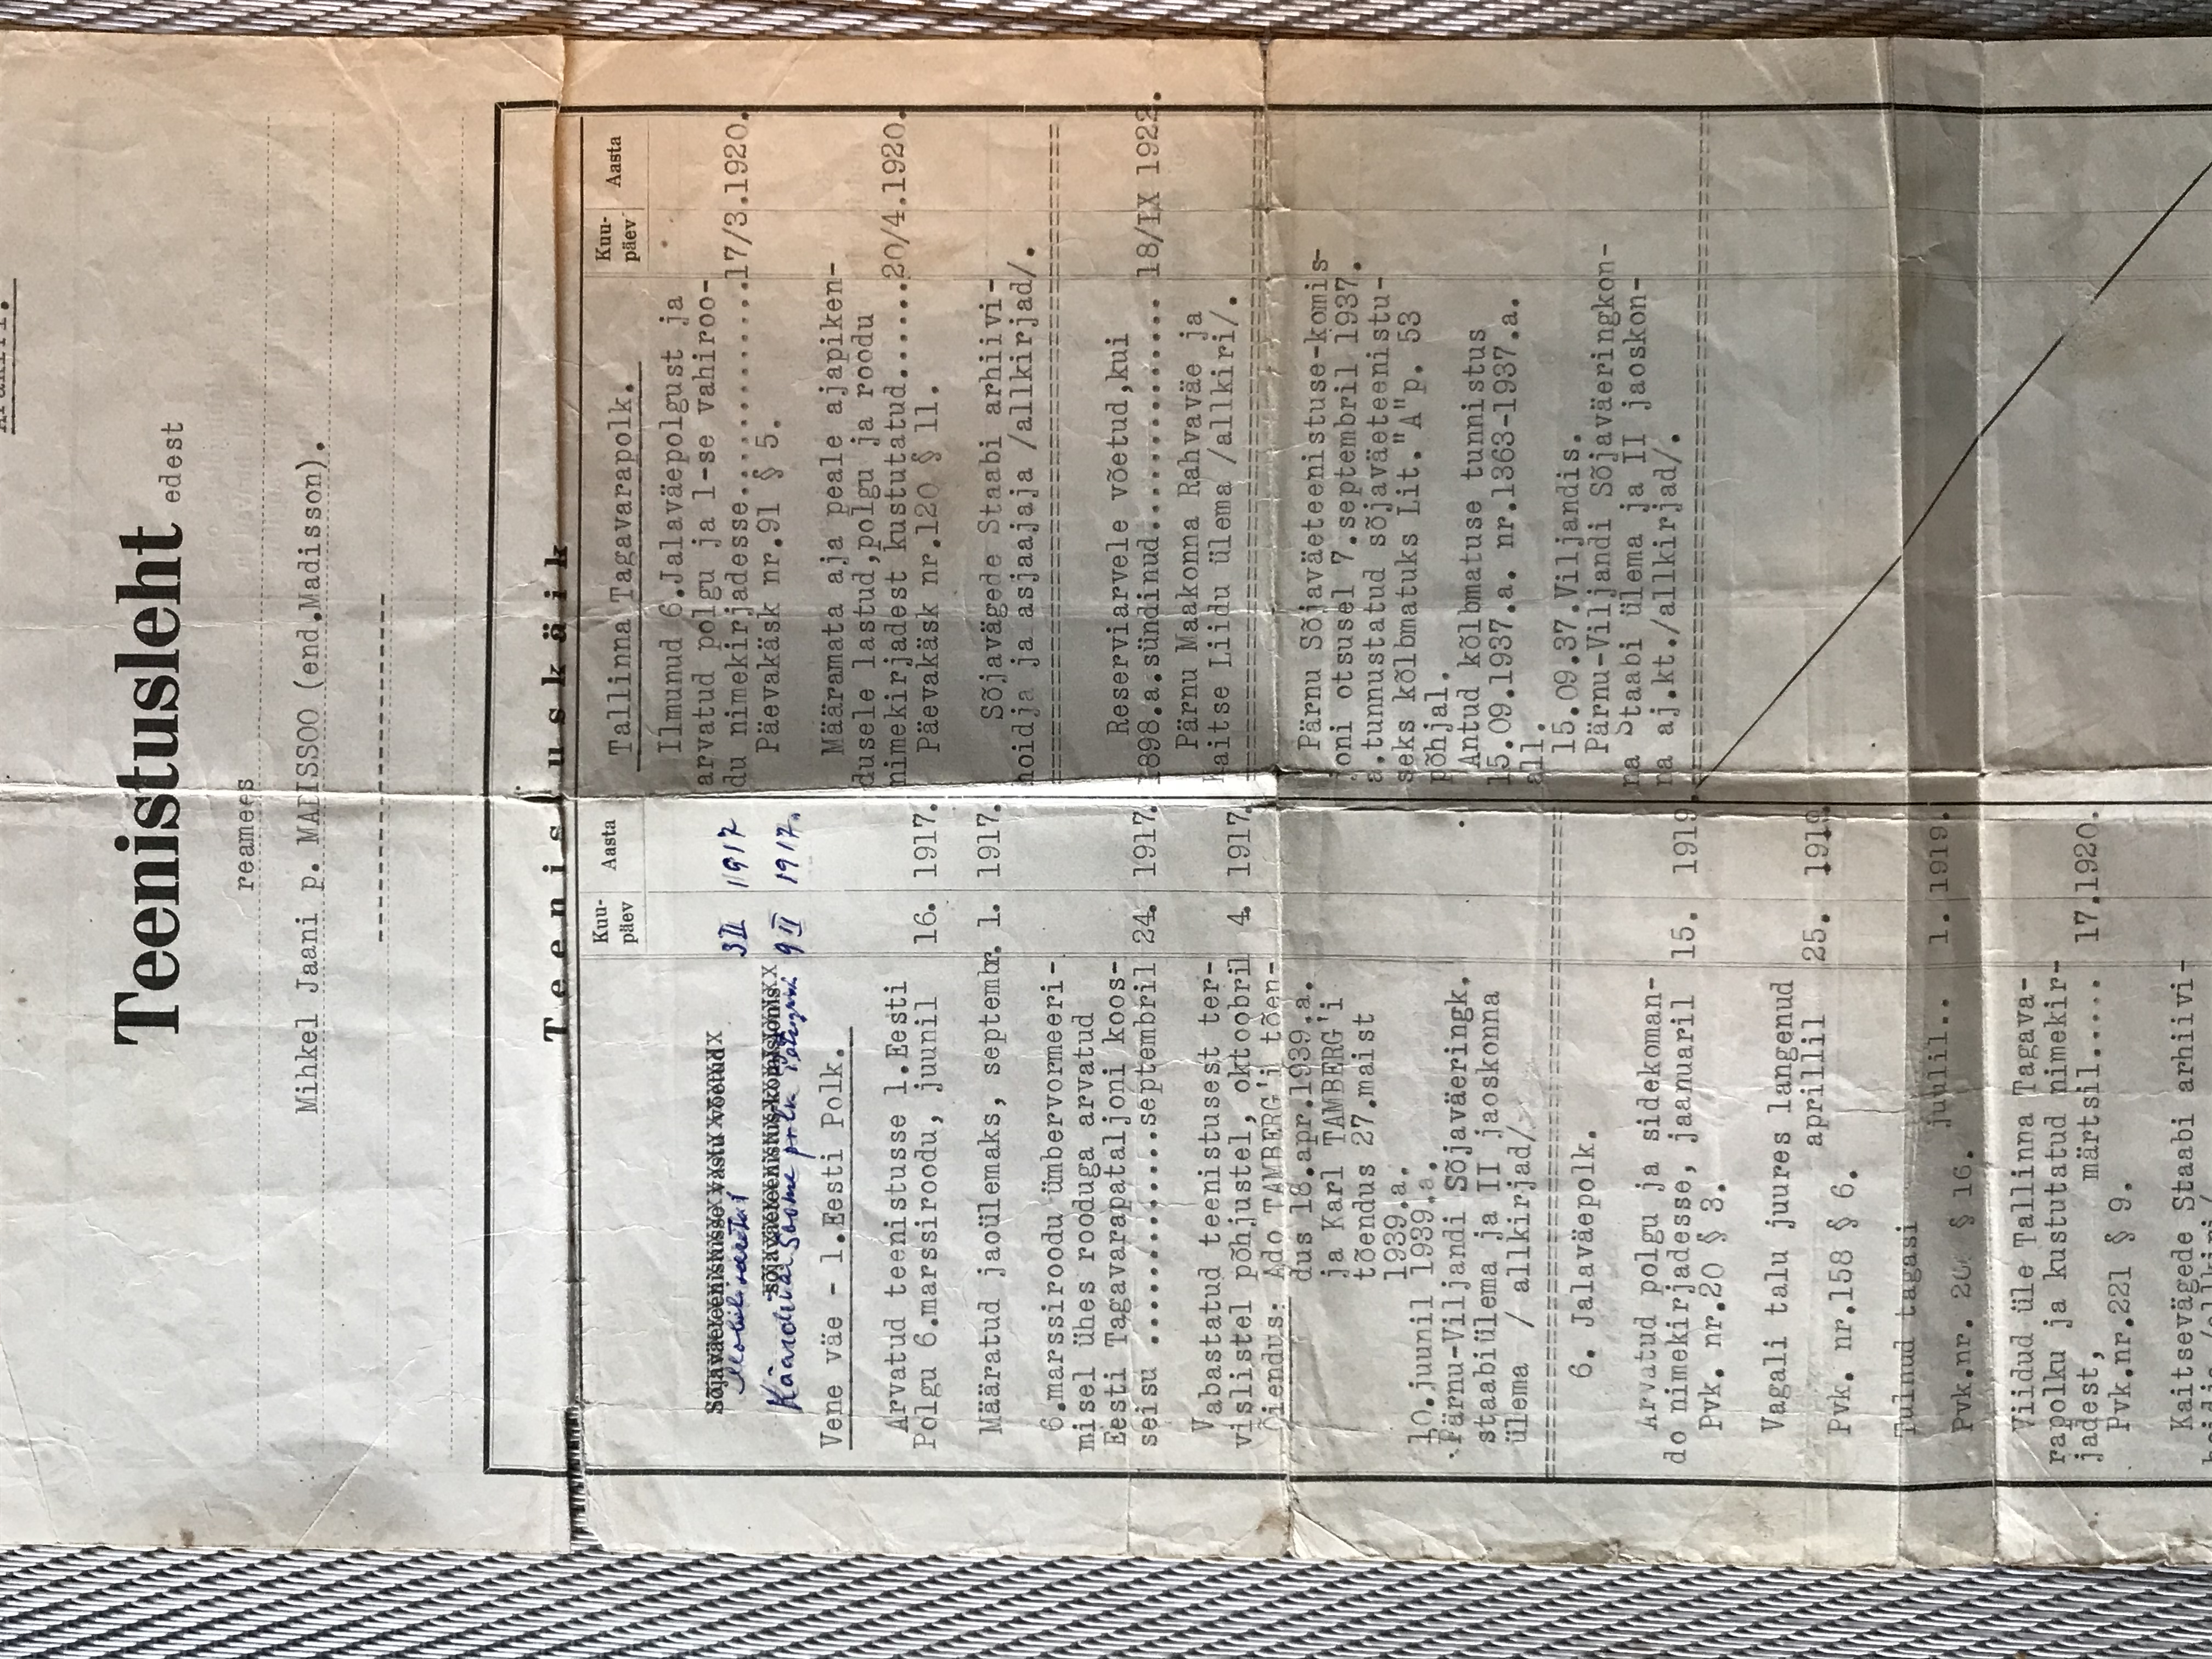 Ärakiri.
Teenistusleht
reamees edest
Mihkel Jaani p. MADISSOO (end.Madisson).
Teenistuskäik
Kuu-
päev
Aasta
Sõjaväeteenistusse vastu võetud
Mobiliseeritud 3 II 1917
sõjaväeteenistus-komisjonis
Soome polku 9 II 1917.
Vene väe - 1.Eesti Polk.
Arvatud teenistusse 1.Eesti
Polgu 6.marssiroodu, juunil 16. 1917.
Määratud jaoülemaks, septembr. 1. 1917.
6.marssiroodu ümbervormeeri-
misel ühes rooduga arvatud
Eesti Tagavarapataljoni koos-
seisu ...............septembril 24. 1917.
Vabastatud teenistusest ter-
vislistel põhjustel, oktoobril 4. 1917.
Õiendus: Ado TAMBERG'i tõen-
dus 18.apr.1939.a.
ja Karl TAMBERG'i
tõendus 27.maist
1939.a.
10.juunil 1939.a.
Pärnu-Viljandi Sõjaväeringk.
staabiülema ja II jaoskonna
ülema / allkirjad/.
6. Jalaväepolk.
Arvatud polgu ja sidekoman-
do nimekirjadesse, jaanuaril 15. 1919.
Pvk. nr.20 § 3.
Vagali talu juures langenud
aprillil 25. 1919.
Pvk. nr.158 § 6.
Tulnud tagasi
juulil.. 1. 1919.
Pvk.nr. § 16.
Viidud üle Tallinna Tagava-
rapolku ja kustutatud nimekir-
jadest, märtsil...... 17.1920.
Pvk.nr.221 § 9.
Kaitsevägede Staabi arhiivi-
Kuu-
päev
Aasta
Tallinna Tagavarapolk.
Ilmunud 6.Jalaväepolgust ja
arvatud polgu ja 1-se vahiroo-
du nimekirjadesse..............17/3.1920.
Päevakäsk nr.91 § 5.
Määramata aja peale ajapiken-
dusele lastud,polgu ja roodu
nimekirjadest kustutatud......20/4.1920.
Päevakäsk nr.120 § 11.
Sõjavägede Staabi arhiivi-
hoidja ja asjaajaja /allkirjad/.
Reserviarvele võetud,kui
1898.a.sündinud............... 18/IX 1922.
Pärnu Maakonna Rahvaväe ja
Kaitse Liidu ülema /allkiri/.
Pärnu Sõjaväeteenistuse-komis-
joni otsusel 7.septembril 1937.
a.tunnustatud sõjaväeteenistu-
seks kõlbmatuks Lit."A"p. 53
põhjal.
Antud kõlbmatuse tunnistus
15.09.1937.a. nr.1363-1937.a.
all.
15.09.37.Viljandis.
Pärnu-Viljandi Sõjaväeringkon-
na Staabi ülema ja II jaoskon-
na aj.kt./allkirjad/.